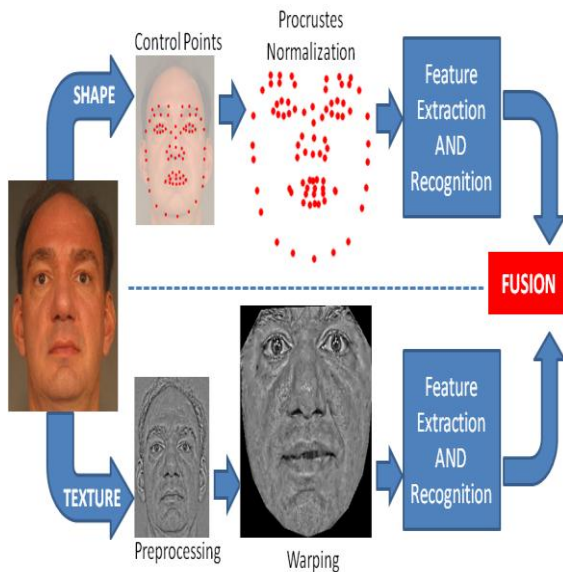 Control Points
Procrustes
Normalization
SHAPE
Feature
Extraction
AND
Recognition
FUSION
TEXTURE
Preprocessing
Warping
Feature
Extraction
AND
Recognition